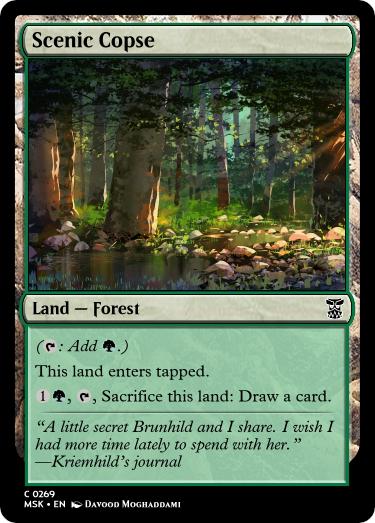 Scenic Copse
Land — Forest
(: Add .)
This land enters tapped.
1 , , Sacrifice this land: Draw a card.
“A little secret Brunhild and I share. I wish I
had more time lately to spend with her.”
—Kriemhild’s journal
C 0269
MSK • EN Davood Moghaddami